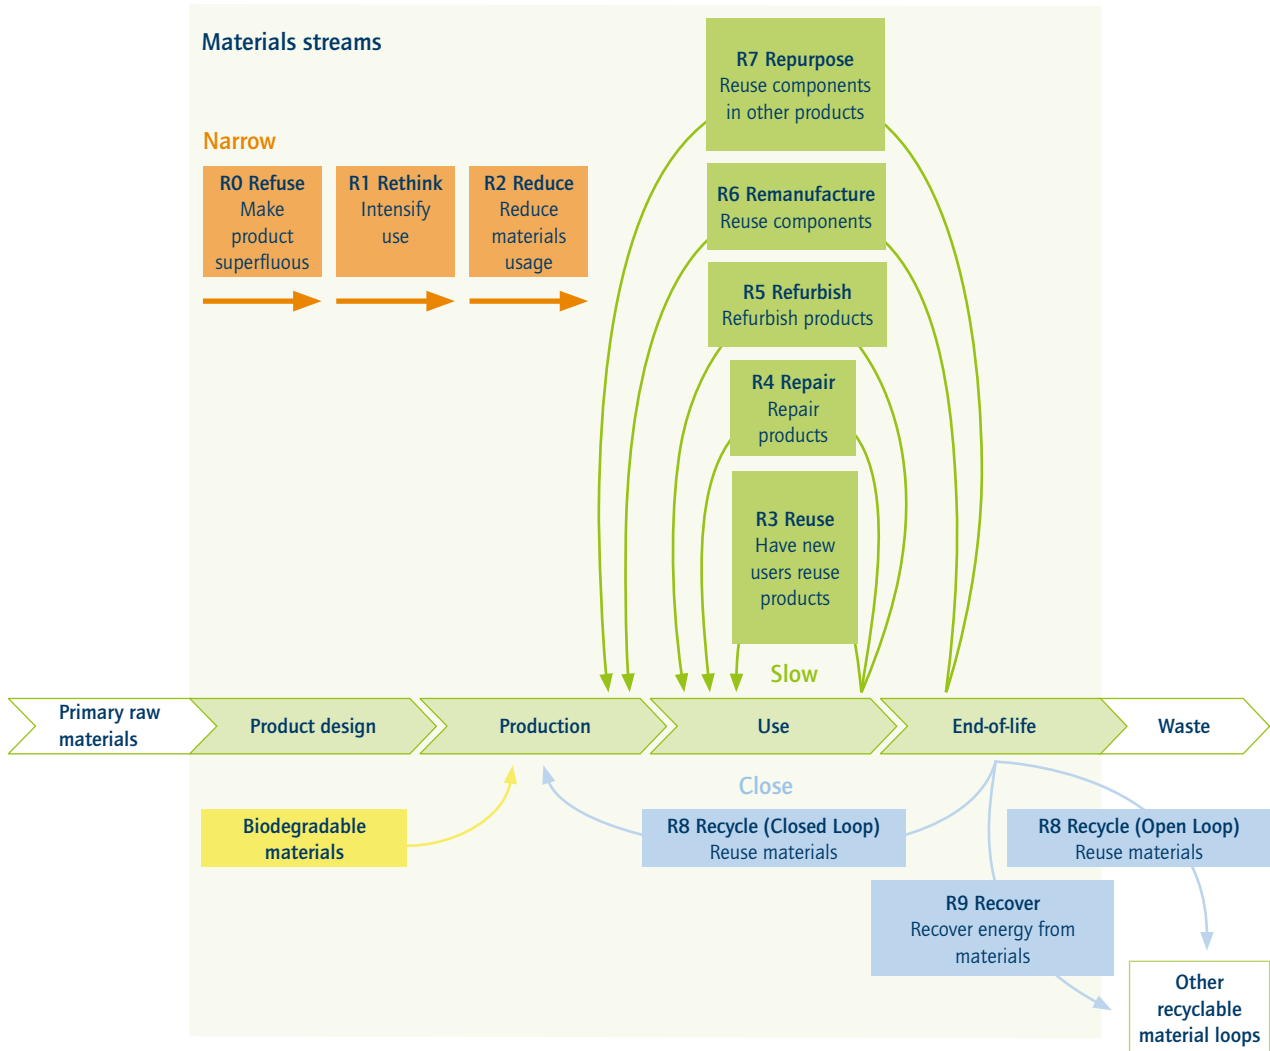 Materials streams
Narrow
R0 Refuse
Make
product
superfluous
R1 Rethink
Intensify
use
R2 Reduce
Reduce
materials
usage
R7 Repurpose
Reuse components
in other products
R6 Remanufacture
Reuse components
R5 Refurbish
Refurbish products
R4 Repair
Repair
products
R3 Reuse
Have new
users reuse
products
Slow
Primary raw
materials
Product design
Production
Use
End-of-life
Waste
Close
Biodegradable
materials
R8 Recycle (Closed Loop)
Reuse materials
R8 Recycle (Open Loop)
Reuse materials
R9 Recover
Recover energy from
materials
Other
recyclable
material loops